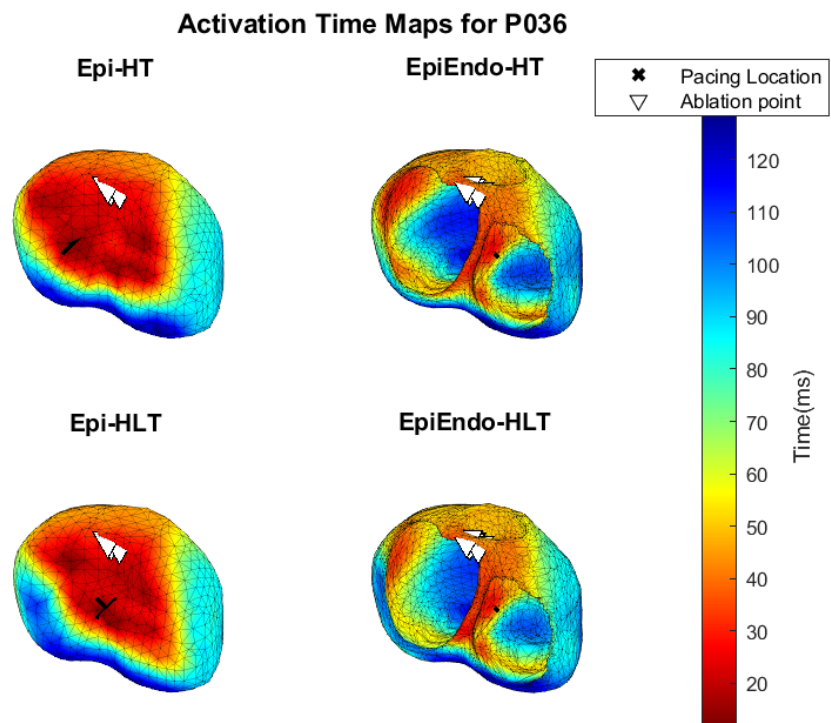 Activation Time Maps for P036
Epi-HT
EpiEndo-HT
Pacing Location
Ablation point
120
110
100
90
80
70
60
50
40
30
20
Time(ms)
Epi-HLT
EpiEndo-HLT